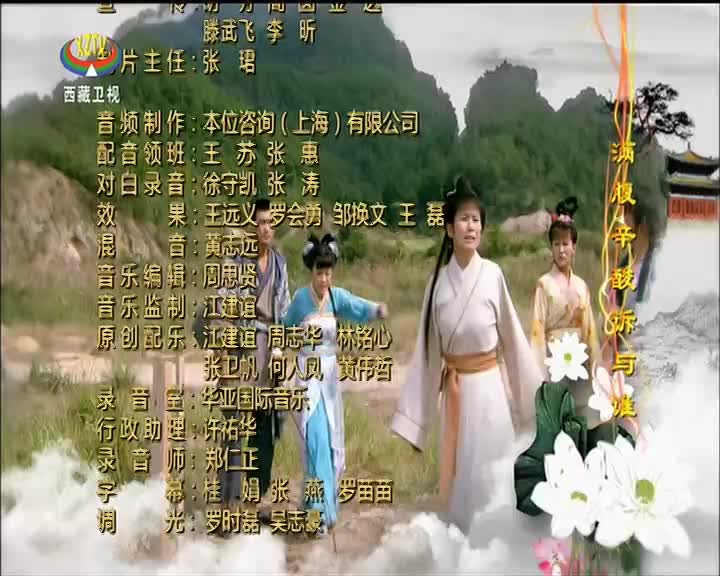 XZTV
西藏卫视
滕武飞 李 昕
片主任：张 珺
音频制作：本位咨询（上海）有限公司
配音领班：王 苏 张 惠
对白录音：徐守凯 张 涛
效 果：王远义 罗会勇 邹换文 王 磊
混 音：黄志远
音乐编辑：周思贤
音乐监制：江建谊
原创配乐：江建谊 周志华 林铭心
张卫帆 何人凤 黄伟哲
录 音 室：华亚国际音乐
行政助理：许祐华
录 音 师：郑仁正
字 幕：桂 娟 张 燕 罗苗苗
调 光：罗时磊 吴志豪
满腹辛酸诉与谁